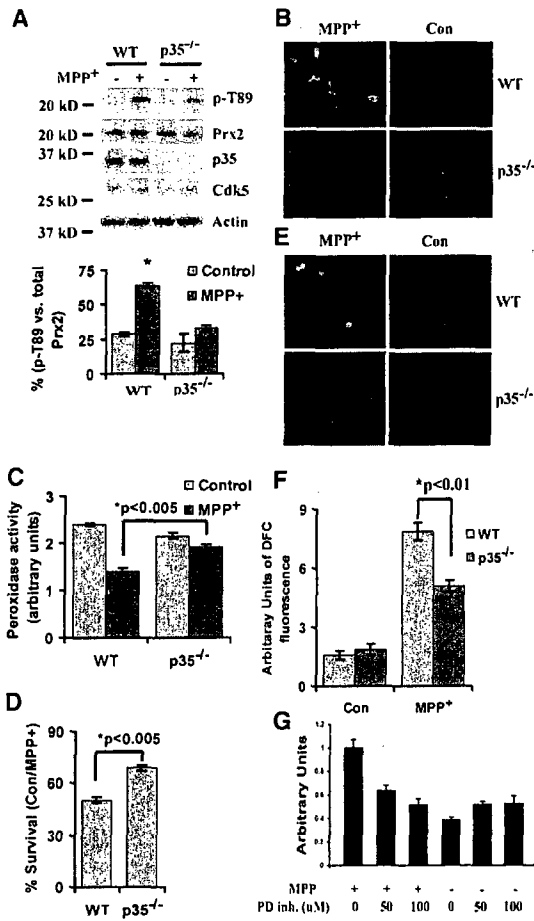 A
WT p35-/-
MPP+ - + - +
20 kD p-T89
20 kD Prx2
37 kD p35
25 kD Cdk5
37 kD Actin
% (p-T89 vs. total Prx2)
75
50
25
0
*
Control
MPP+
WT p35-/-
B
MPP+ Con
WT
p35-/-
E
MPP+ Con
WT
p35-/-
C
Peroxidase activity (arbitrary units)
3
2
1
0
Control
MPP+
*p<0.005
WT p35-/-
F
Arbitaray Units of DFC fluorescence
9
6
3
0
*p<0.01
WT
p35-/-
Con MPP+
D
% Survival (Con/MPP+)
90
60
30
0
*p<0.005
WT p35-/-
G
Arbitrary Units
1.2
1
0.8
0.6
0.4
0.2
0
MPP + + + - - -
PD inh. (uM) 0 50 100 0 50 100